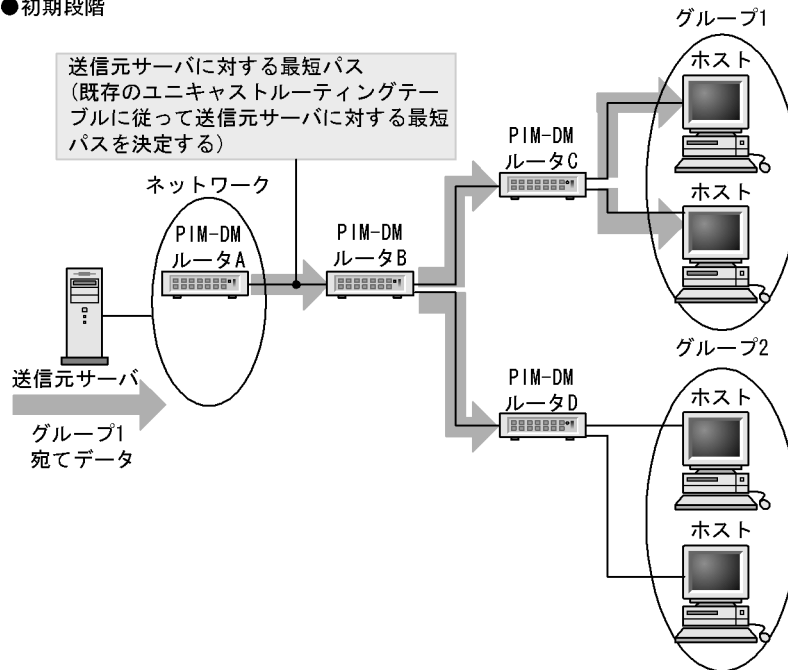 ●初期段階
グループ1
送信元サーバに対する最短パス
(既存のユニキャストルーティングテー
ブルに従って送信元サーバに対する最短
パスを決定する)
ホスト
PIM-DM
ルータC
ネットワーク
ホスト
PIM-DM
ルータA
PIM-DM
ルータB
グループ2
送信元サーバ
PIM-DM
ルータD
ホスト
グループ1
宛てデータ
ホスト